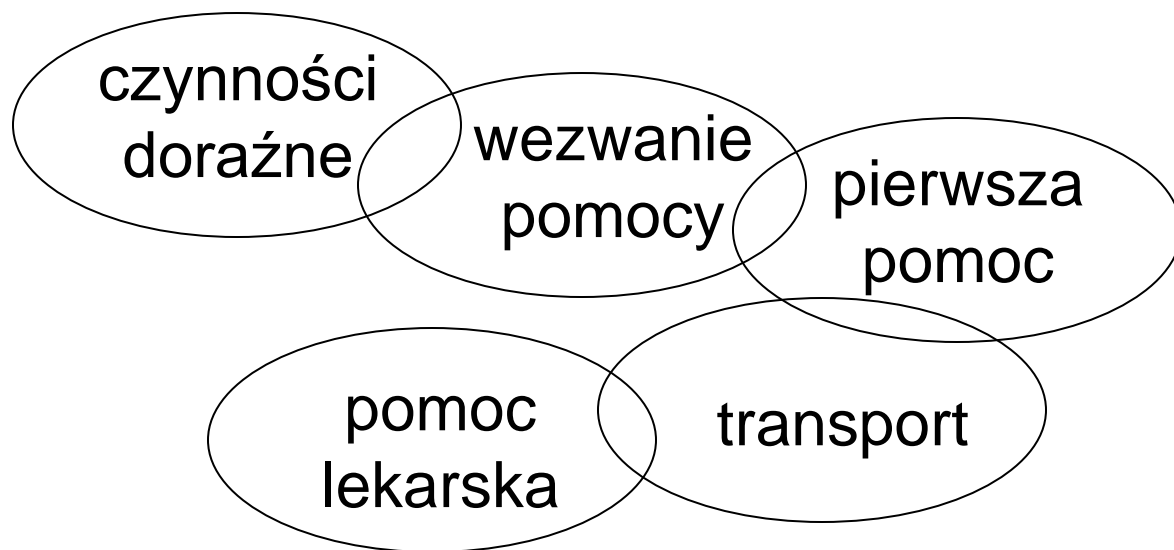 czynności
doraźne
wezwanie
pomocy
pierwsza
pomoc
transport
pomoc
lekarska